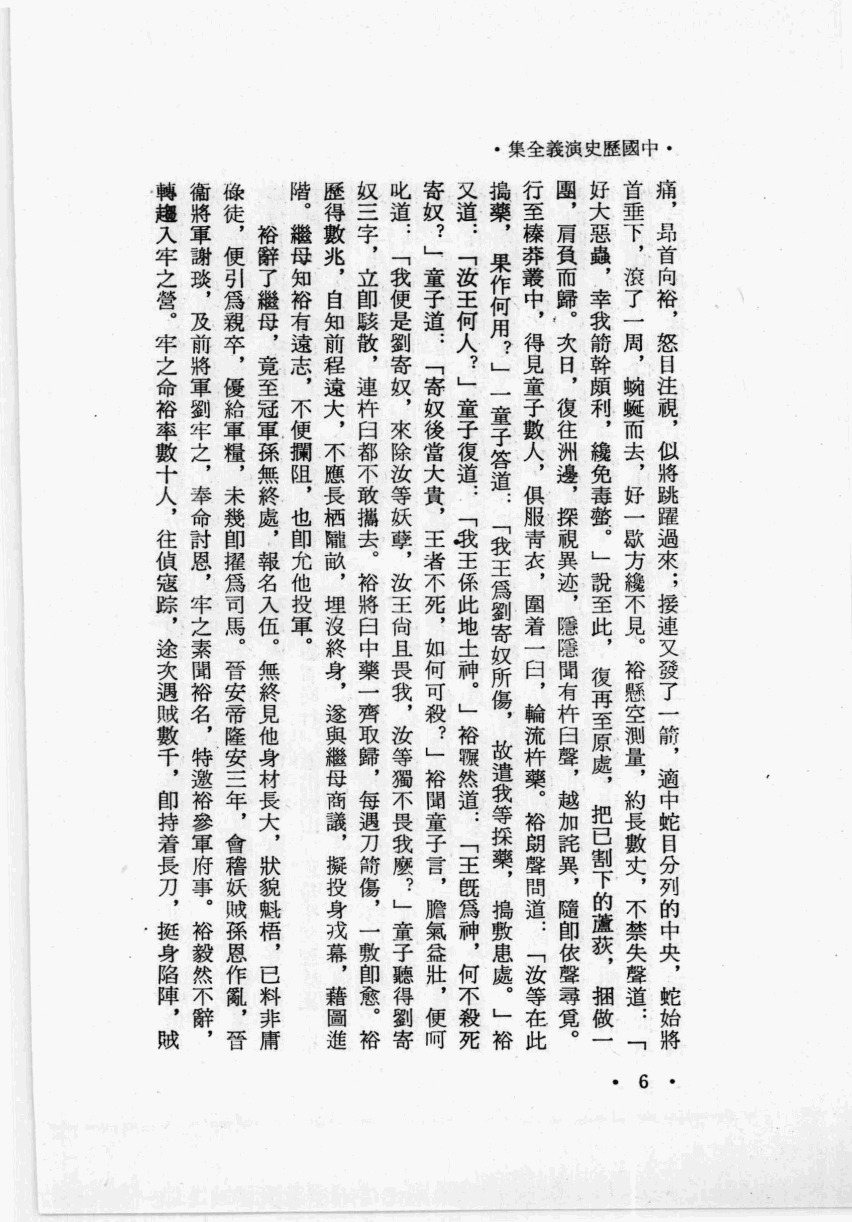 •中國歷史演義全集•
痛，昂首向裕，怒目注視，似將跳躍過來；接連又發了一箭，適中蛇目分列的中央，蛇始將
首垂下，滾了一周，蜿蜒而去，好一歇方纔不見。裕懸空測量，約長數丈，不禁失聲道：「
好大惡蟲，幸我箭幹頗利，纔免毒螫。」說至此，復再至原處，把已割下的蘆荻，捆做一
團，肩負而歸。次日，復往洲邊，探視異迹，隱隱聞有杵臼聲，越加詫異，隨卽依聲尋覓。
行至榛莽叢中，得見童子數人，俱服青衣，圍着一臼，輪流杵藥。裕朗聲問道：「汝等在此
搗藥，果作何用？」一童子答道：「我王爲劉寄奴所傷，故遣我等採藥，搗敷患處。」裕
又道：「汝王何人？」童子復道：「我王係此地土神。」裕囅然道：「王旣爲神，何不殺死
寄奴？」童子道：「寄奴後當大貴，王者不死，如何可殺？」裕聞童子言，膽氣益壯，便呵
叱道：「我便是劉寄奴，來除汝等妖孽，汝王尙且畏我，汝等獨不畏我麽？」童子聽得劉寄
奴三字，立卽駭散，連杵臼都不敢攜去。裕將臼中藥一齊取歸，每遇刀箭傷，一敷卽愈。裕
歷得數兆，自知前程遠大，不應長栖隴畝，埋沒終身，遂與繼母商議，擬投身戎幕，藉圖進
階。繼母知裕有遠志，不便攔阻，也卽允他投軍。
裕辭了繼母，竟至冠軍孫無終處，報名入伍。無終見他身材長大，狀貌魁梧，已料非庸
碌徒，便引爲親卒，優給軍糧，未幾卽擢爲司馬。晉安帝隆安三年，會稽妖賊孫恩作亂，晉
衞將軍謝琰，及前將軍劉牢之，奉命討恩，牢之素聞裕名，特邀裕參軍府事。裕毅然不辭，
轉趨入牢之營。牢之命裕率數十人，往偵寇踪，途次遇賊數千，卽持着長刀，挺身陷陣，賊
• 6 •